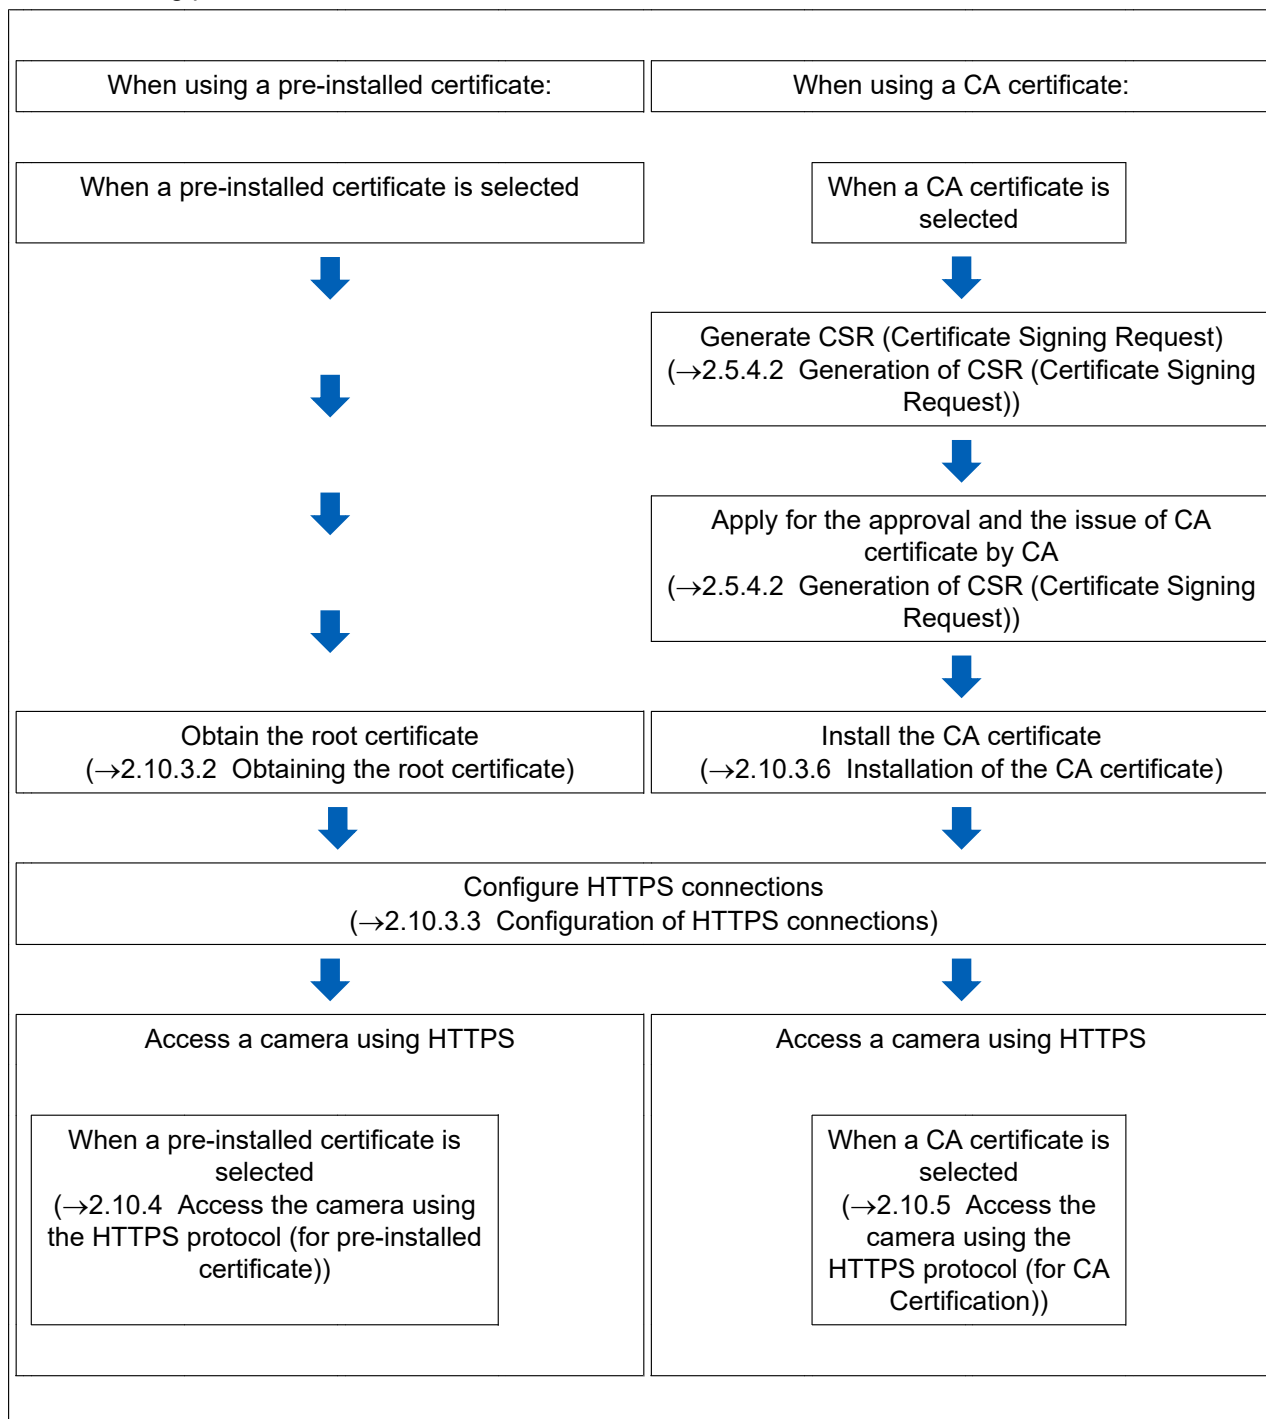 When using a pre-installed certificate:
When using a CA certificate:
When a pre-installed certificate is selected
When a CA certificate is
selected
Generate CSR (Certificate Signing Request)
(→2.5.4.2 Generation of CSR (Certificate Signing
Request))
Apply for the approval and the issue of CA
certificate by CA
(→2.5.4.2 Generation of CSR (Certificate Signing
Request))
Obtain the root certificate
(→2.10.3.2 Obtaining the root certificate)
Install the CA certificate
(→2.10.3.6 Installation of the CA certificate)
Configure HTTPS connections
(→2.10.3.3 Configuration of HTTPS connections)
Access a camera using HTTPS
When a pre-installed certificate is
selected
(→2.10.4 Access the camera using
the HTTPS protocol (for pre-installed
certificate))
Access a camera using HTTPS
When a CA certificate is
selected
(→2.10.5 Access the
camera using the
HTTPS protocol (for CA
Certification))